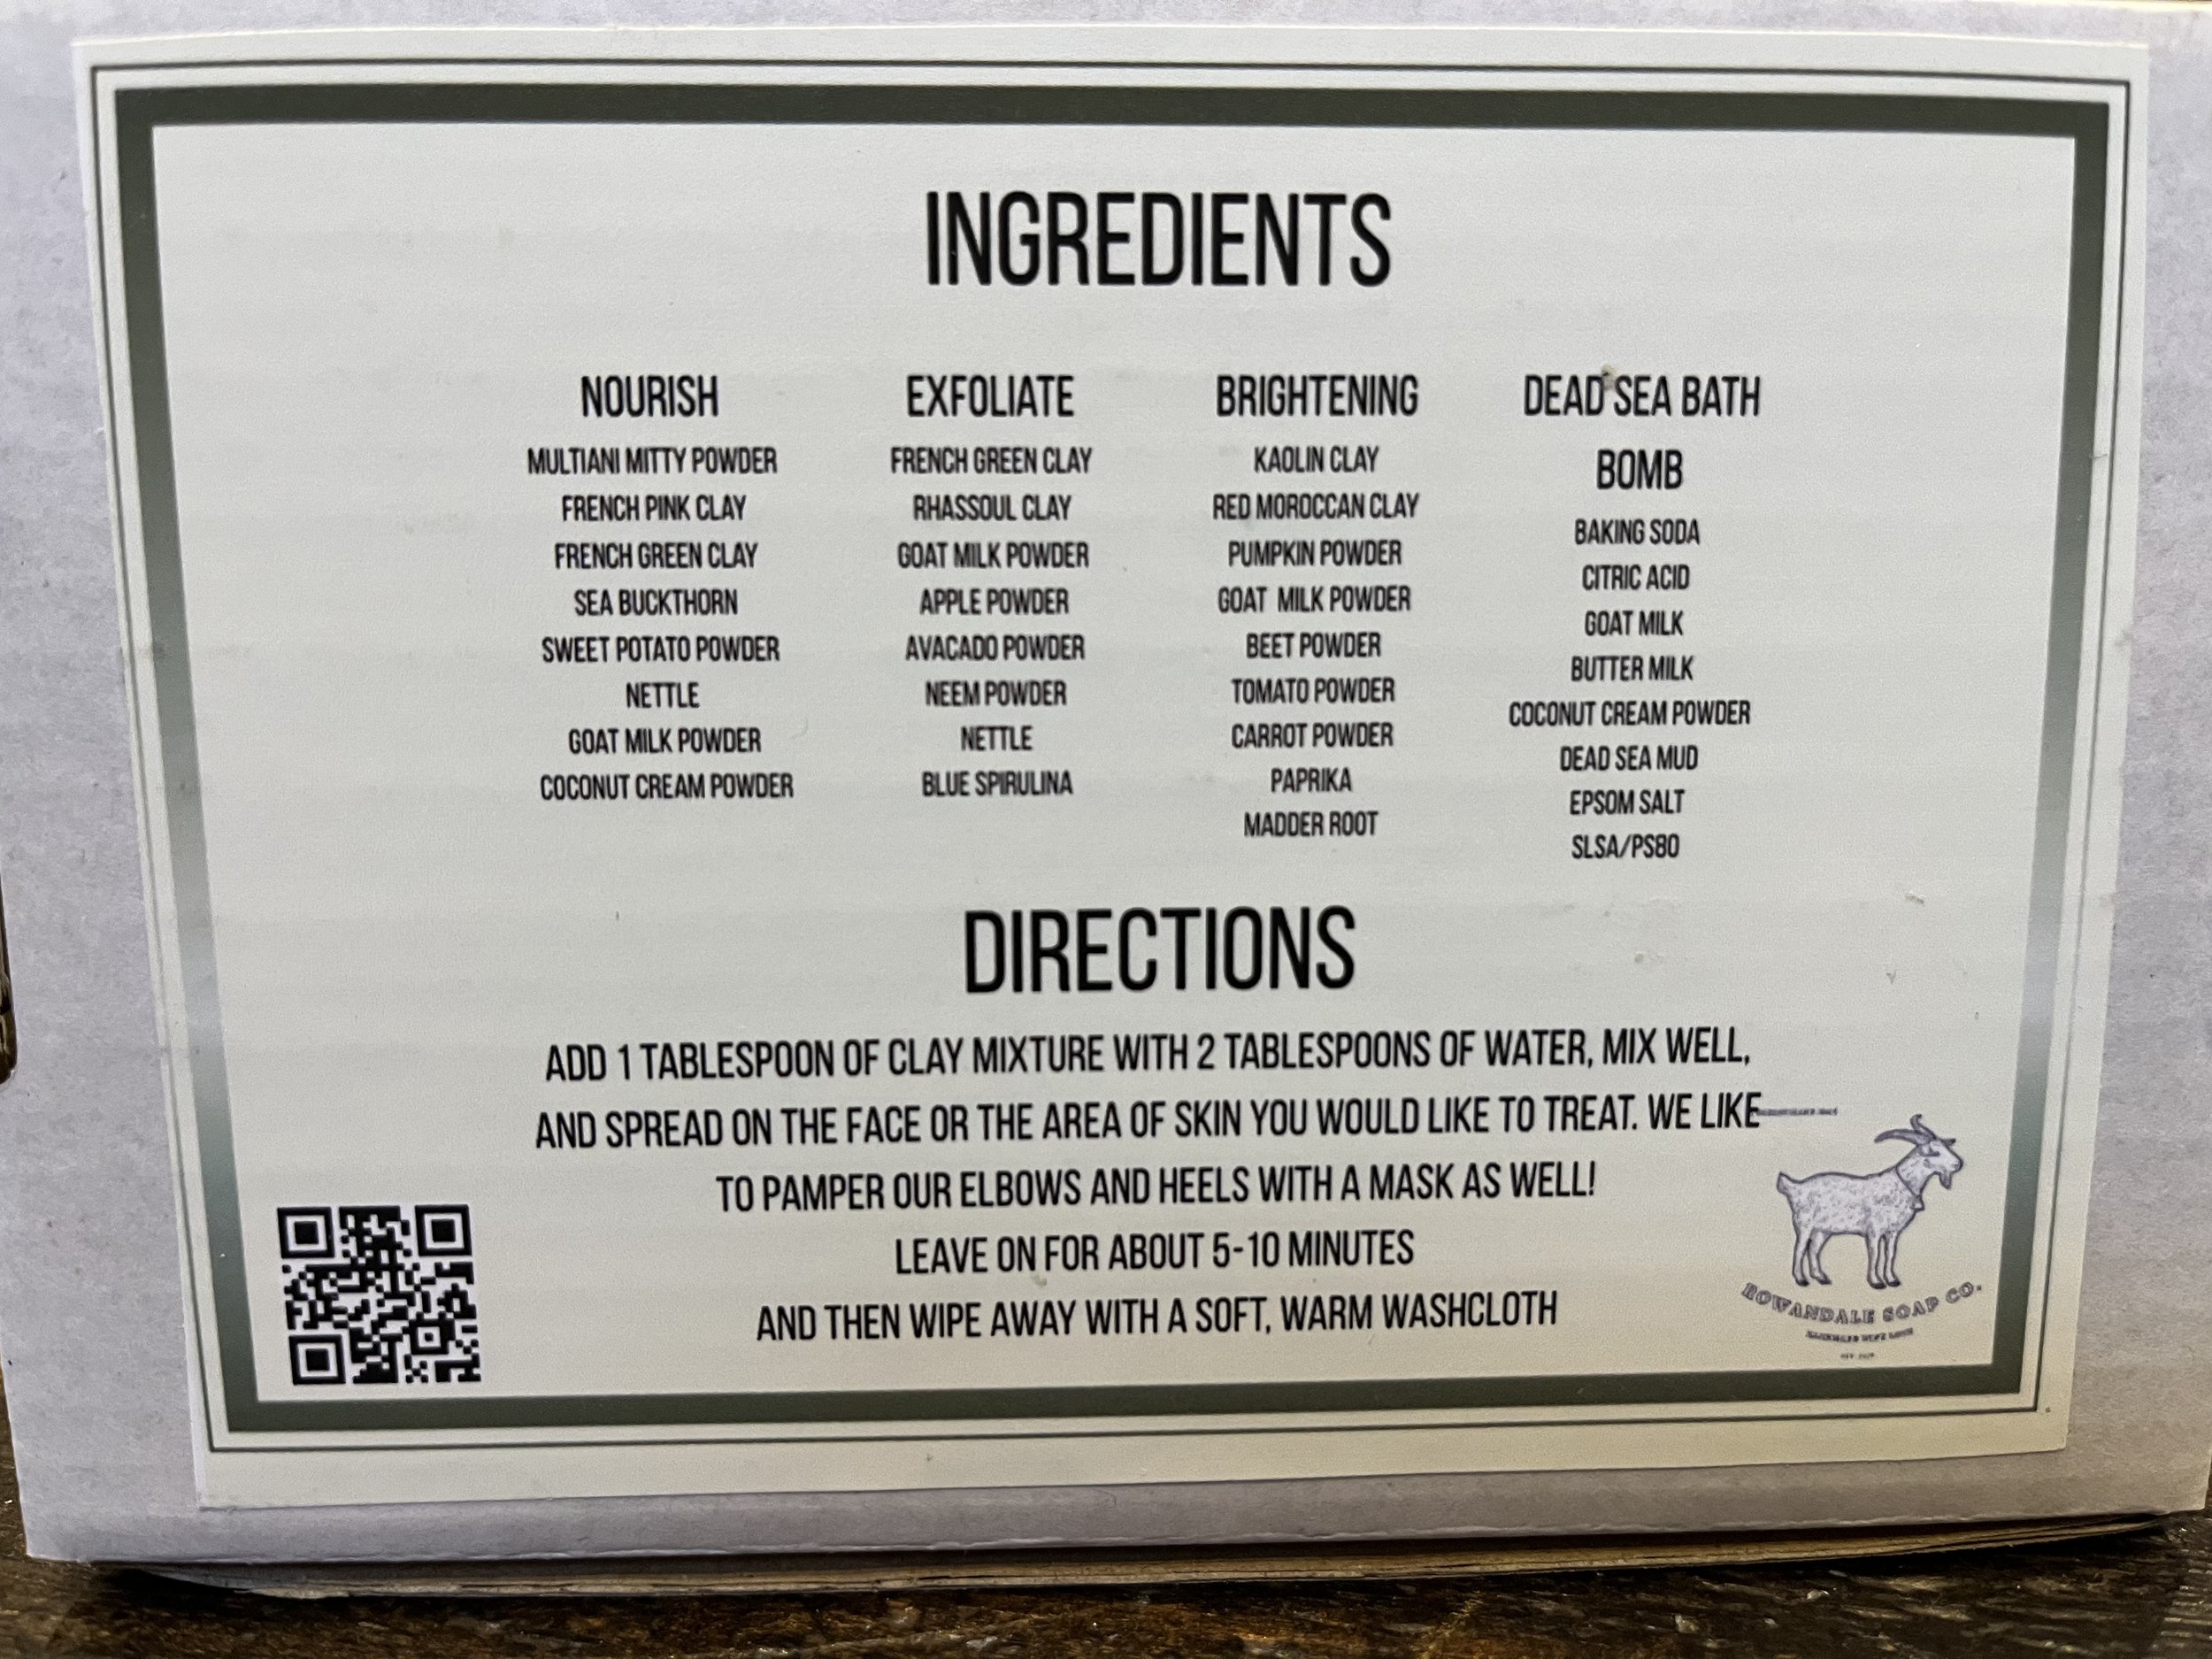 INGREDIENTS
NOURISH
MULTIANI MITTY POWDER
FRENCH PINK CLAY
FRENCH GREEN CLAY
SEA BUCKTHORN
SWEET POTATO POWDER
NETTLE
GOAT MILK POWDER
COCONUT CREAM POWDER
EXFOLIATE
FRENCH GREEN CLAY
RHASSOUL CLAY
GOAT MILK POWDER
APPLE POWDER
AVACADO POWDER
NEEM POWDER
NETTLE
BLUE SPIRULINA
BRIGHTENING
KAOLIN CLAY
RED MOROCCAN CLAY
PUMPKIN POWDER
GOAT MILK POWDER
BEET POWDER
TOMATO POWDER
CARROT POWDER
PAPRIKA
MADDER ROOT
DEAD SEA BATH
BOMB
BAKING SODA
CITRIC ACID
GOAT MILK
BUTTER MILK
COCONUT CREAM POWDER
DEAD SEA MUD
EPSOM SALT
SLSA/PS80
DIRECTIONS
ADD 1 TABLESPOON OF CLAY MIXTURE WITH 2 TABLESPOONS OF WATER, MIX WELL,
AND SPREAD ON THE FACE OR THE AREA OF SKIN YOU WOULD LIKE TO TREAT. WE LIKE
TO PAMPER OUR ELBOWS AND HEELS WITH A MASK AS WELL!
LEAVE ON FOR ABOUT 5-10 MINUTES
AND THEN WIPE AWAY WITH A SOFT, WARM WASHCLOTH
ROWANDALE SOAP CO.